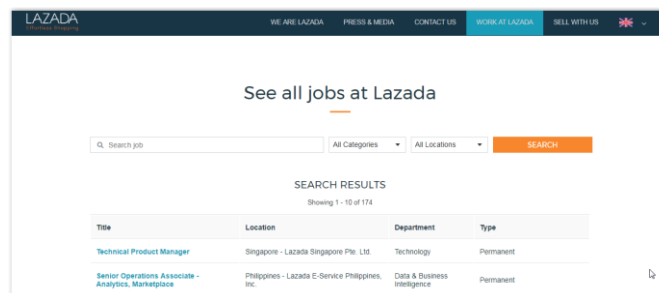 LAZADA
Effortless Shopping
WE ARE LAZADA PRESS & MEDIA CONTACT US WORK AT LAZADA SELL WITH US
See all jobs at Lazada
Search job All Categories All Locations SEARCH
SEARCH RESULTS
Showing 1 - 10 of 174
Title Location Department Type
Technical Product Manager Singapore - Lazada Singapore Pte. Ltd. Technology Permanent
Senior Operations Associate - Philippines - Lazada E-Service Philippines, Data & Business
Analytics, Marketplace Inc. Intelligence Permanent